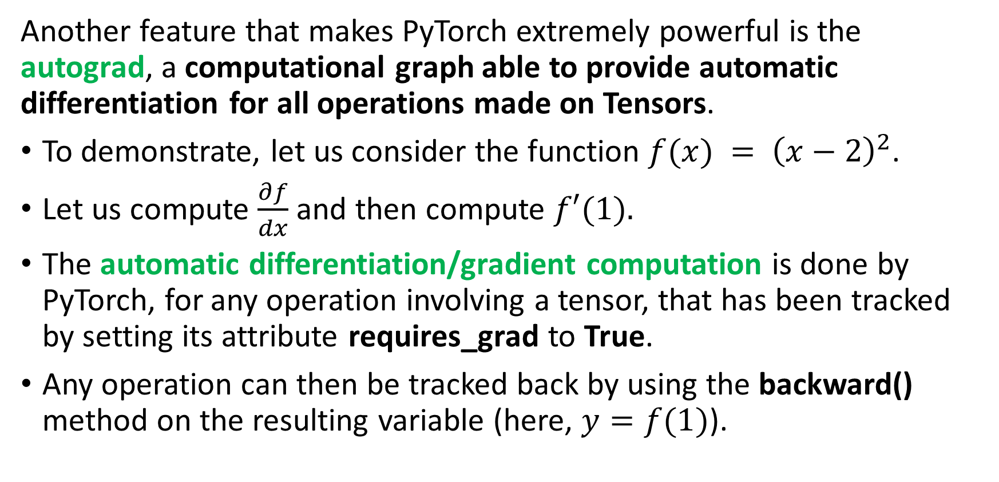 Another feature that makes PyTorch extremely powerful is the
autograd, a computational graph able to provide automatic
differentiation for all operations made on Tensors.
• To demonstrate, let us consider the function f(x) = (x − 2)².
• Let us compute ∂f/dx and then compute f′(1).
• The automatic differentiation/gradient computation is done by
PyTorch, for any operation involving a tensor, that has been tracked
by setting its attribute requires_grad to True.
• Any operation can then be tracked back by using the backward()
method on the resulting variable (here, y = f(1)).